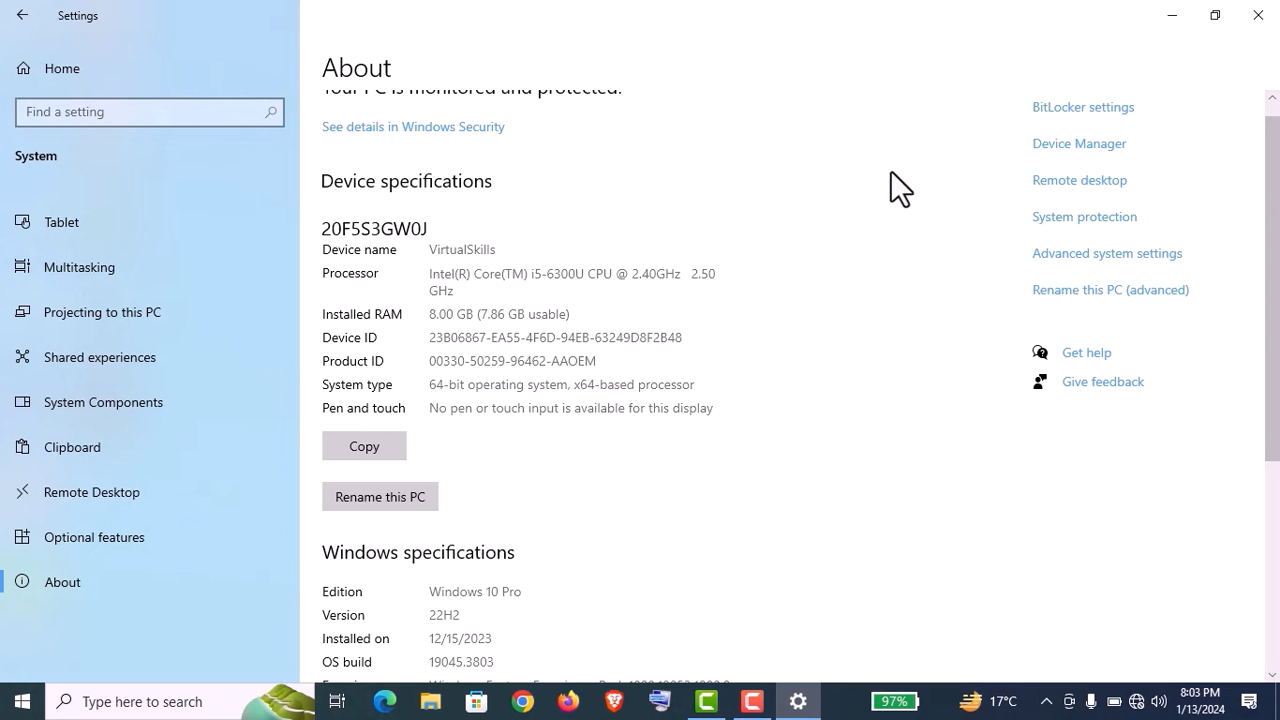 Settings
Home
Find a setting
System
Tablet
Multitasking
Projecting to this PC
Shared experiences
System Components
Clipboard
Remote Desktop
Optional features
About
About
Your PC is monitored and protected.
See details in Windows Security
Device specifications
20F5S3GW0J
Device name VirtualSkills
Processor Intel(R) Core(TM) i5-6300U CPU @ 2.40GHz 2.50
GHz
Installed RAM 8.00 GB (7.86 GB usable)
Device ID 23B06867-EA55-4F6D-94EB-63249D8F2B48
Product ID 00330-50259-96462-AAOEM
System type 64-bit operating system, x64-based processor
Pen and touch No pen or touch input is available for this display
Copy
Rename this PC
Windows specifications
Edition Windows 10 Pro
Version 22H2
Installed on 12/15/2023
OS build 19045.3803
BitLocker settings
Device Manager
Remote desktop
System protection
Advanced system settings
Rename this PC (advanced)
Get help
Give feedback
Type here to search
97%
17°C
8:03 PM
1/13/2024